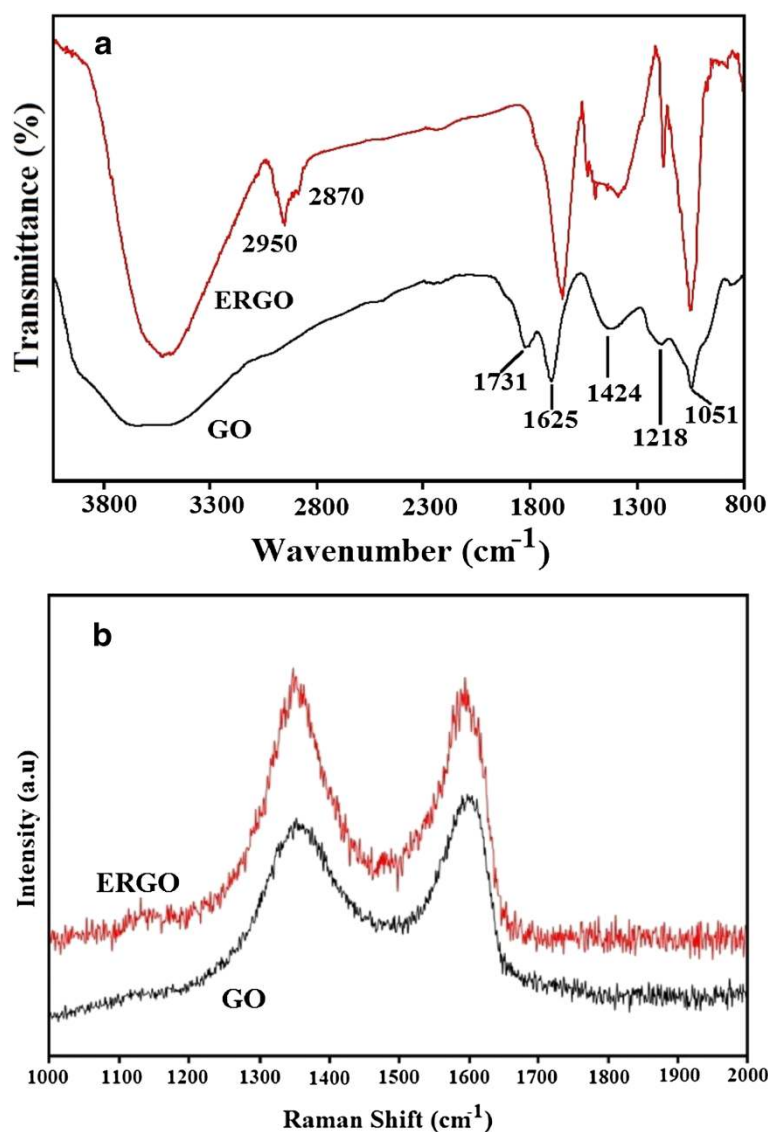 a
Transmittance (%)
2870
2950
ERGO
GO
1731
1625
1424
1218
1051
3800 3300 2800 2300 1800 1300 800
Wavenumber (cm-1)
b
Intensity (a.u)
ERGO
GO
1000 1100 1200 1300 1400 1500 1600 1700 1800 1900 2000
Raman Shift (cm-1)